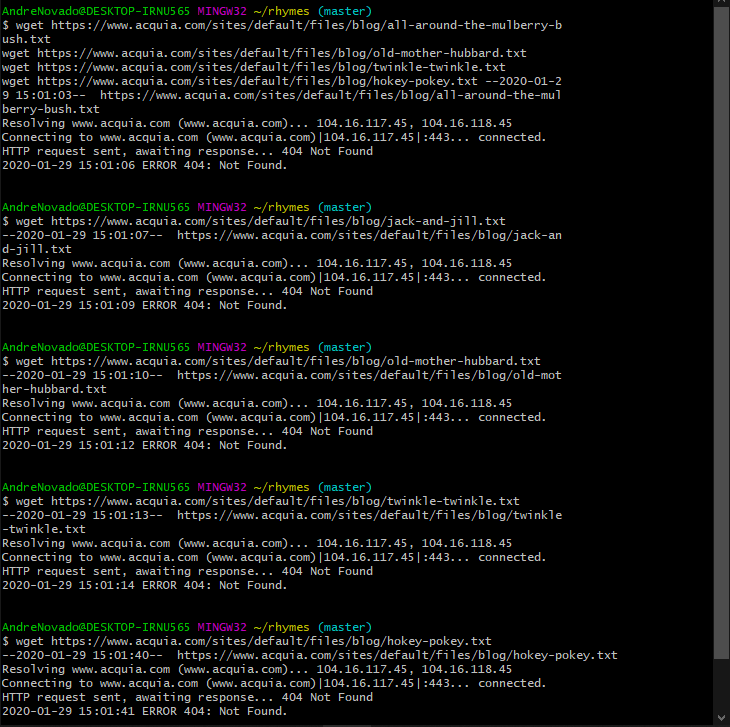 AndreNovado@DESKTOP-IRNU565 MINGW32 ~/rhymes (master)
$ wget https://www.acquia.com/sites/default/files/blog/all-around-the-mulberry-b
ush.txt
wget https://www.acquia.com/sites/default/files/blog/old-mother-hubbard.txt
wget https://www.acquia.com/sites/default/files/blog/twinkle-twinkle.txt
wget https://www.acquia.com/sites/default/files/blog/hokey-pokey.txt --2020-01-2
9 15:01:03--  https://www.acquia.com/sites/default/files/blog/all-around-the-mul
berry-bush.txt
Resolving www.acquia.com (www.acquia.com)... 104.16.117.45, 104.16.118.45
Connecting to www.acquia.com (www.acquia.com)|104.16.117.45|:443... connected.
HTTP request sent, awaiting response... 404 Not Found
2020-01-29 15:01:06 ERROR 404: Not Found.

AndreNovado@DESKTOP-IRNU565 MINGW32 ~/rhymes (master)
$ wget https://www.acquia.com/sites/default/files/blog/jack-and-jill.txt
--2020-01-29 15:01:07--  https://www.acquia.com/sites/default/files/blog/jack-an
d-jill.txt
Resolving www.acquia.com (www.acquia.com)... 104.16.117.45, 104.16.118.45
Connecting to www.acquia.com (www.acquia.com)|104.16.117.45|:443... connected.
HTTP request sent, awaiting response... 404 Not Found
2020-01-29 15:01:09 ERROR 404: Not Found.

AndreNovado@DESKTOP-IRNU565 MINGW32 ~/rhymes (master)
$ wget https://www.acquia.com/sites/default/files/blog/old-mother-hubbard.txt
--2020-01-29 15:01:10--  https://www.acquia.com/sites/default/files/blog/old-mot
her-hubbard.txt
Resolving www.acquia.com (www.acquia.com)... 104.16.117.45, 104.16.118.45
Connecting to www.acquia.com (www.acquia.com)|104.16.117.45|:443... connected.
HTTP request sent, awaiting response... 404 Not Found
2020-01-29 15:01:12 ERROR 404: Not Found.

AndreNovado@DESKTOP-IRNU565 MINGW32 ~/rhymes (master)
$ wget https://www.acquia.com/sites/default/files/blog/twinkle-twinkle.txt
--2020-01-29 15:01:13--  https://www.acquia.com/sites/default/files/blog/twinkle
-twinkle.txt
Resolving www.acquia.com (www.acquia.com)... 104.16.117.45, 104.16.118.45
Connecting to www.acquia.com (www.acquia.com)|104.16.117.45|:443... connected.
HTTP request sent, awaiting response... 404 Not Found
2020-01-29 15:01:14 ERROR 404: Not Found.

AndreNovado@DESKTOP-IRNU565 MINGW32 ~/rhymes (master)
$ wget https://www.acquia.com/sites/default/files/blog/hokey-pokey.txt
--2020-01-29 15:01:40--  https://www.acquia.com/sites/default/files/blog/hokey-pokey.txt
Resolving www.acquia.com (www.acquia.com)... 104.16.117.45, 104.16.118.45
Connecting to www.acquia.com (www.acquia.com)|104.16.117.45|:443... connected.
HTTP request sent, awaiting response... 404 Not Found
2020-01-29 15:01:41 ERROR 404: Not Found.